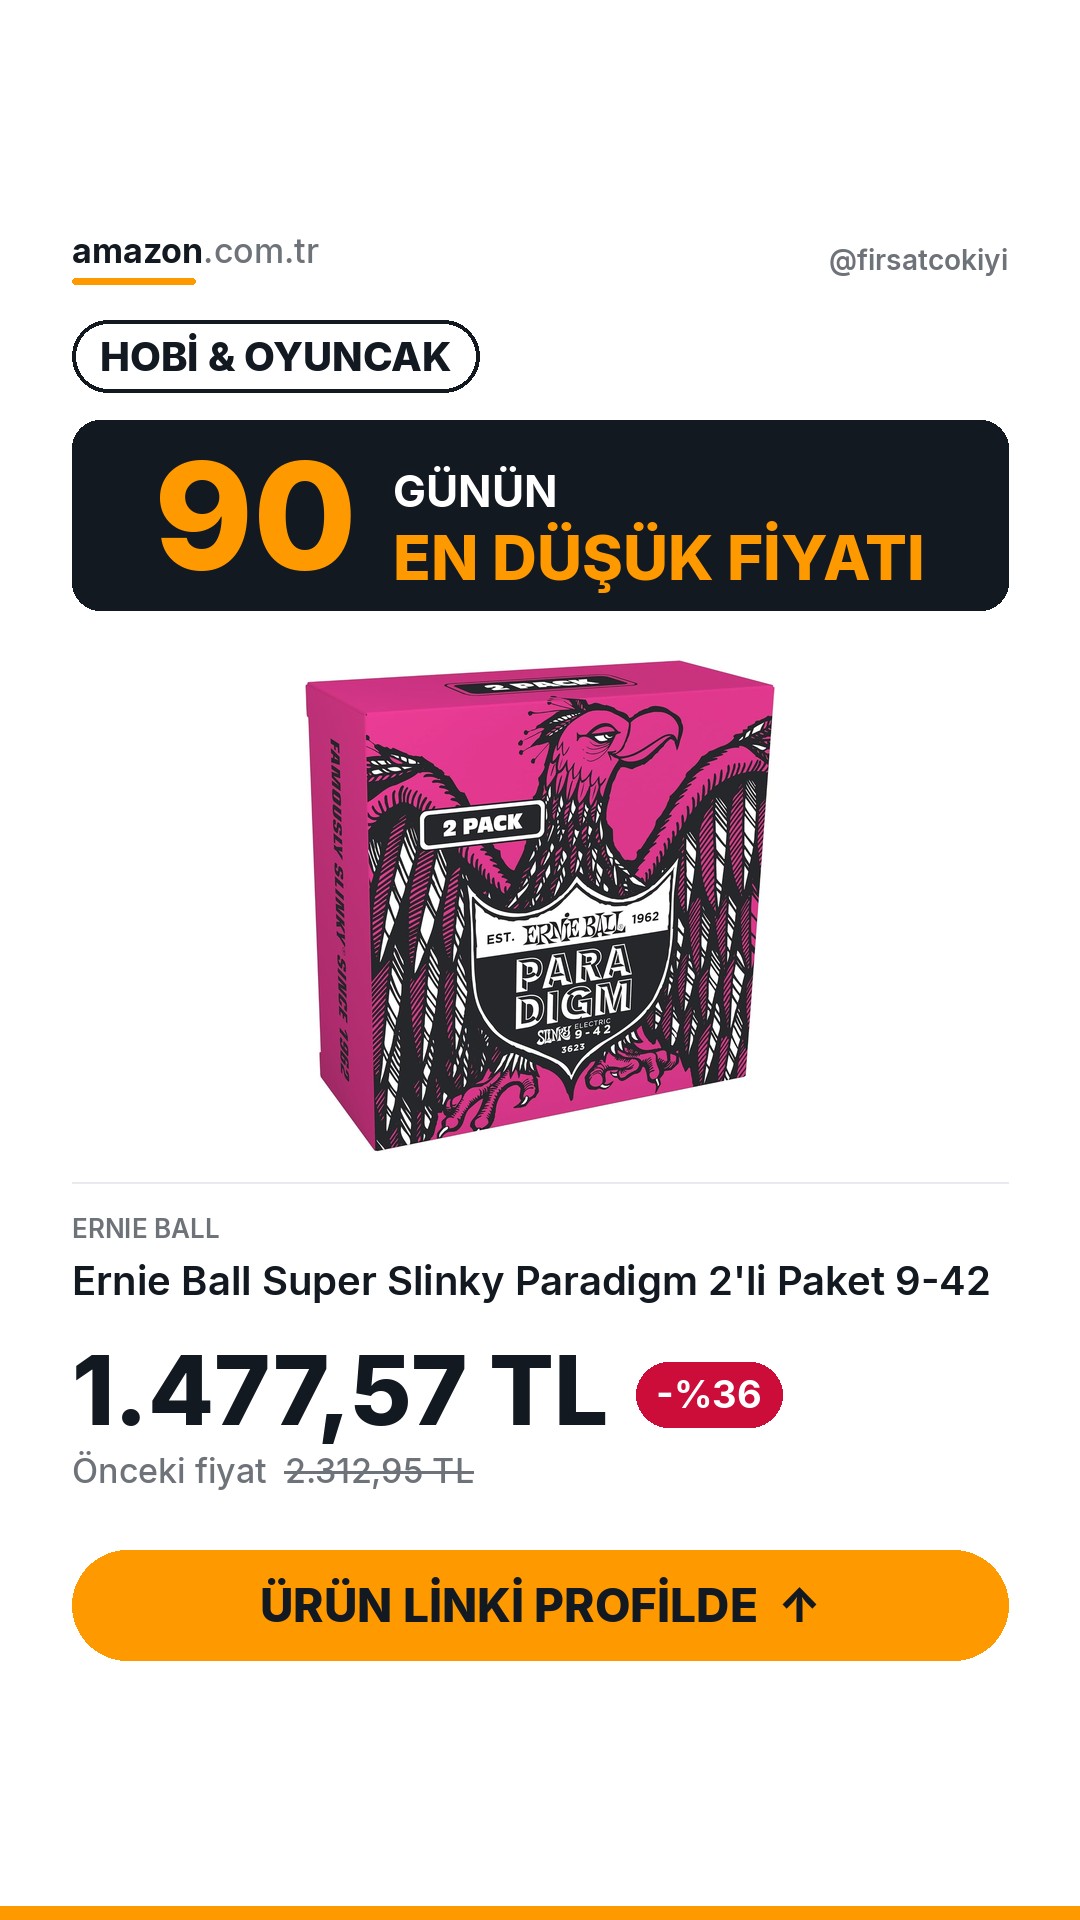 amazon.com.tr
@firsatcokiyi
HOBİ & OYUNCAK
90 GÜNÜN
EN DÜŞÜK FİYATI
2 PACK
2 PACK
FAMOUSLY SLINKY SINCE 1962
EST. ERNIE BALL 1962
PARA
DIGM
SLINKY ELECTRIC
9-42
3623
ERNIE BALL
Ernie Ball Super Slinky Paradigm 2'li Paket 9-42
1.477,57 TL -%36
Önceki fiyat 2.312,95 TL
ÜRÜN LİNKİ PROFİLDE ↑